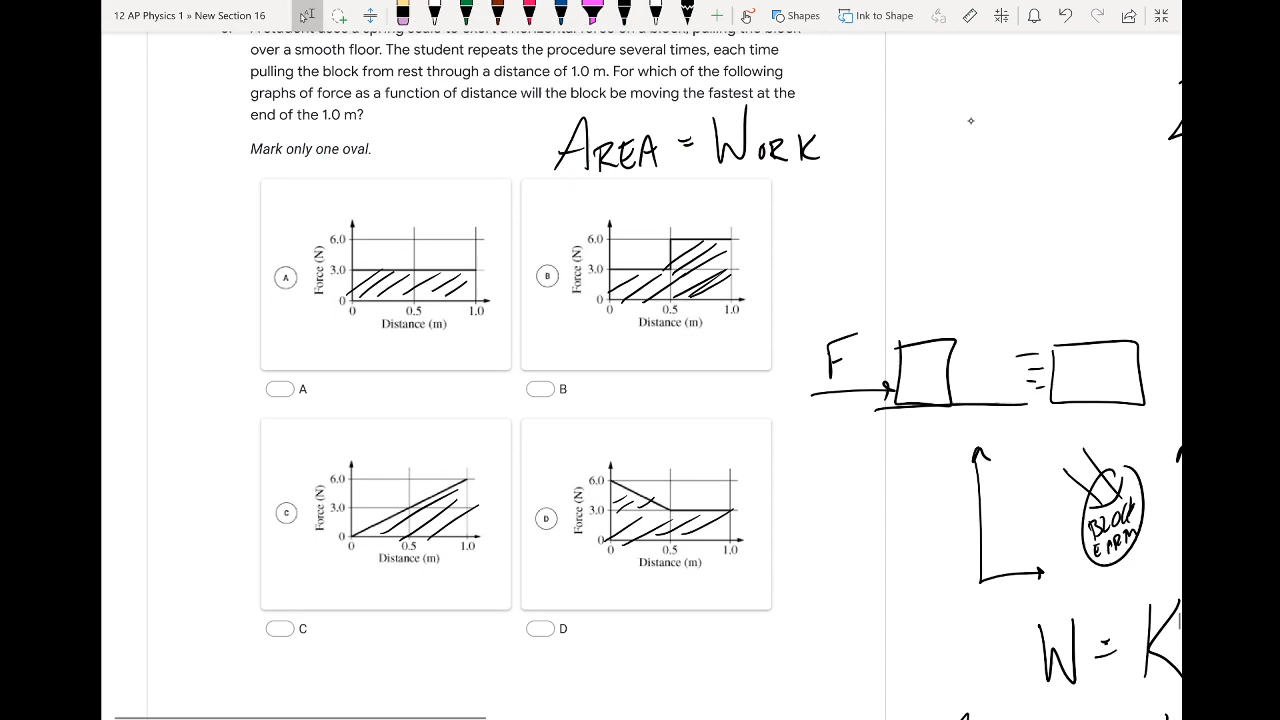 12 AP Physics 1 » New Section 16
Shapes
Ink to Shape
over a smooth floor. The student repeats the procedure several times, each time
pulling the block from rest through a distance of 1.0 m. For which of the following
graphs of force as a function of distance will the block be moving the fastest at the
end of the 1.0 m?
Mark only one oval.
AREA = WORK
A
Force (N)
6.0
3.0
0
0 0.5 1.0
Distance (m)
A
B
Force (N)
6.0
3.0
0
0 0.5 1.0
Distance (m)
B
F
C
Force (N)
6.0
3.0
0
0 0.5 1.0
Distance (m)
C
D
Force (N)
6.0
3.0
0
0 0.5 1.0
Distance (m)
D
BLOCK
EARTH
W = K